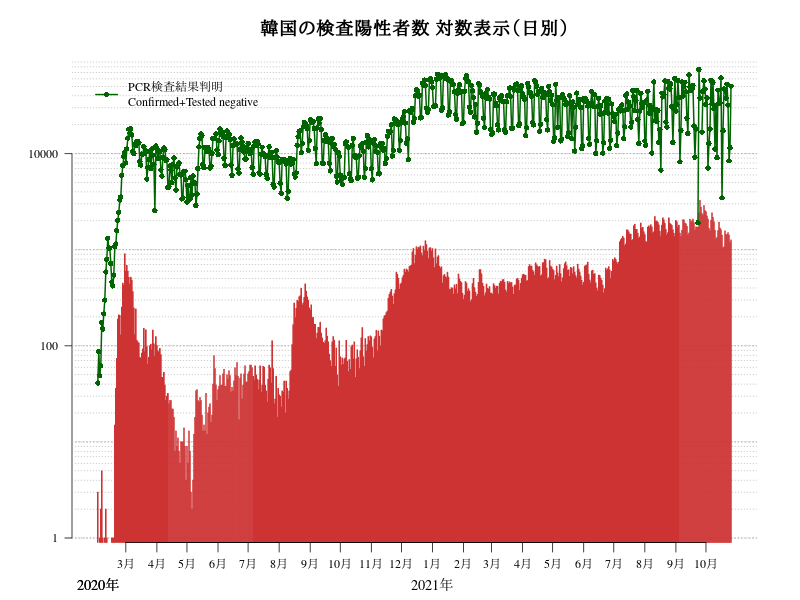 韓国の検査陽性者数 対数表示(日別)
PCR検査結果判明
Confirmed+Tested negative
10000
100
1
3月 4月 5月 6月 7月 8月 9月 10月 11月 12月 1月 2月 3月 4月 5月 6月 7月 8月 9月 10月
2020年 2021年